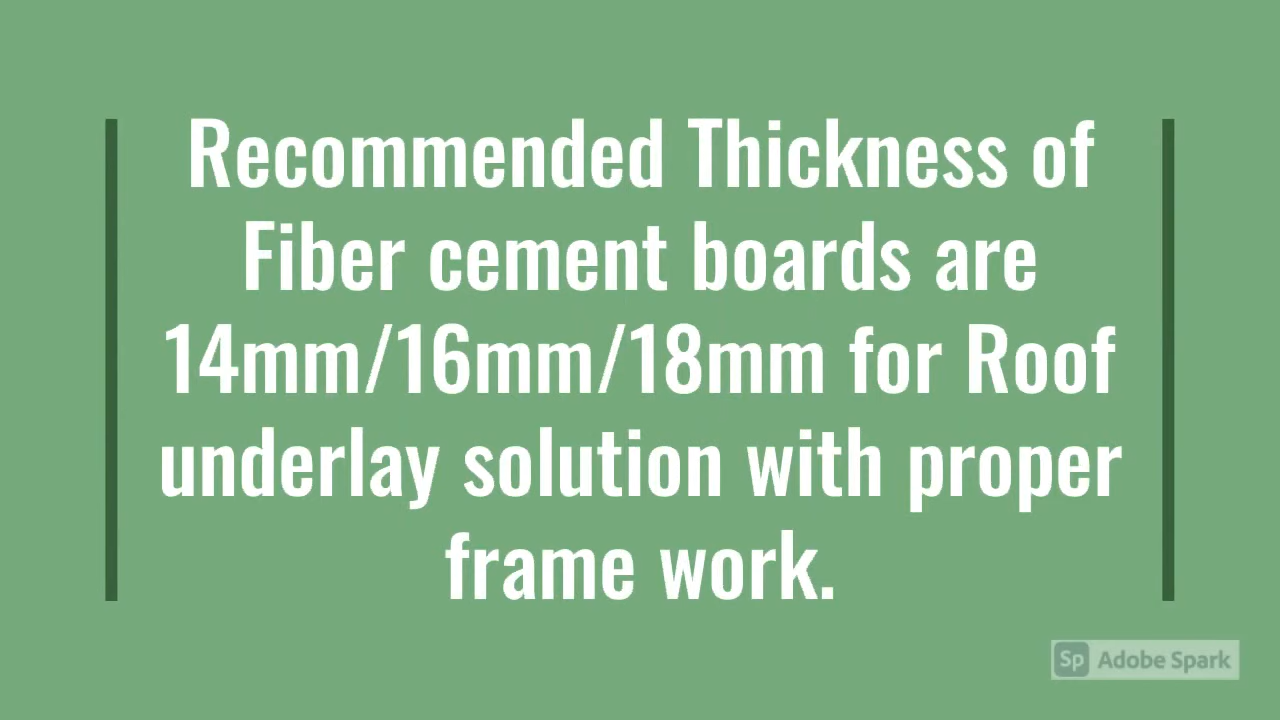 Recommended Thickness of
Fiber cement boards are
14mm/16mm/18mm for Roof
underlay solution with proper
frame work.
Sp Adobe Spark